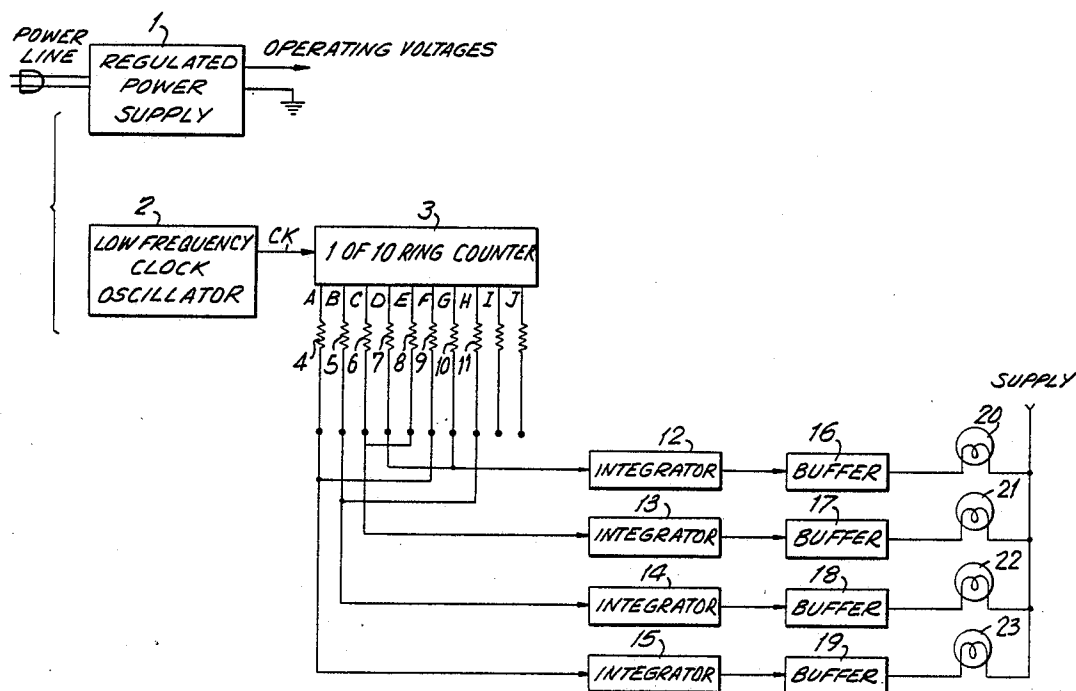 POWER
LINE
1
REGULATED
POWER
SUPPLY
OPERATING VOLTAGES
2
LOW FREQUENCY
CLOCK
OSCILLATOR
CK
3
1 OF 10 RING COUNTER
A B C D E F G H I J
4 5 6 7 8 9 10 11
SUPPLY
12
INTEGRATOR
16
BUFFER
20
13
INTEGRATOR
17
BUFFER
21
14
INTEGRATOR
18
BUFFER
22
15
INTEGRATOR
19
BUFFER
23